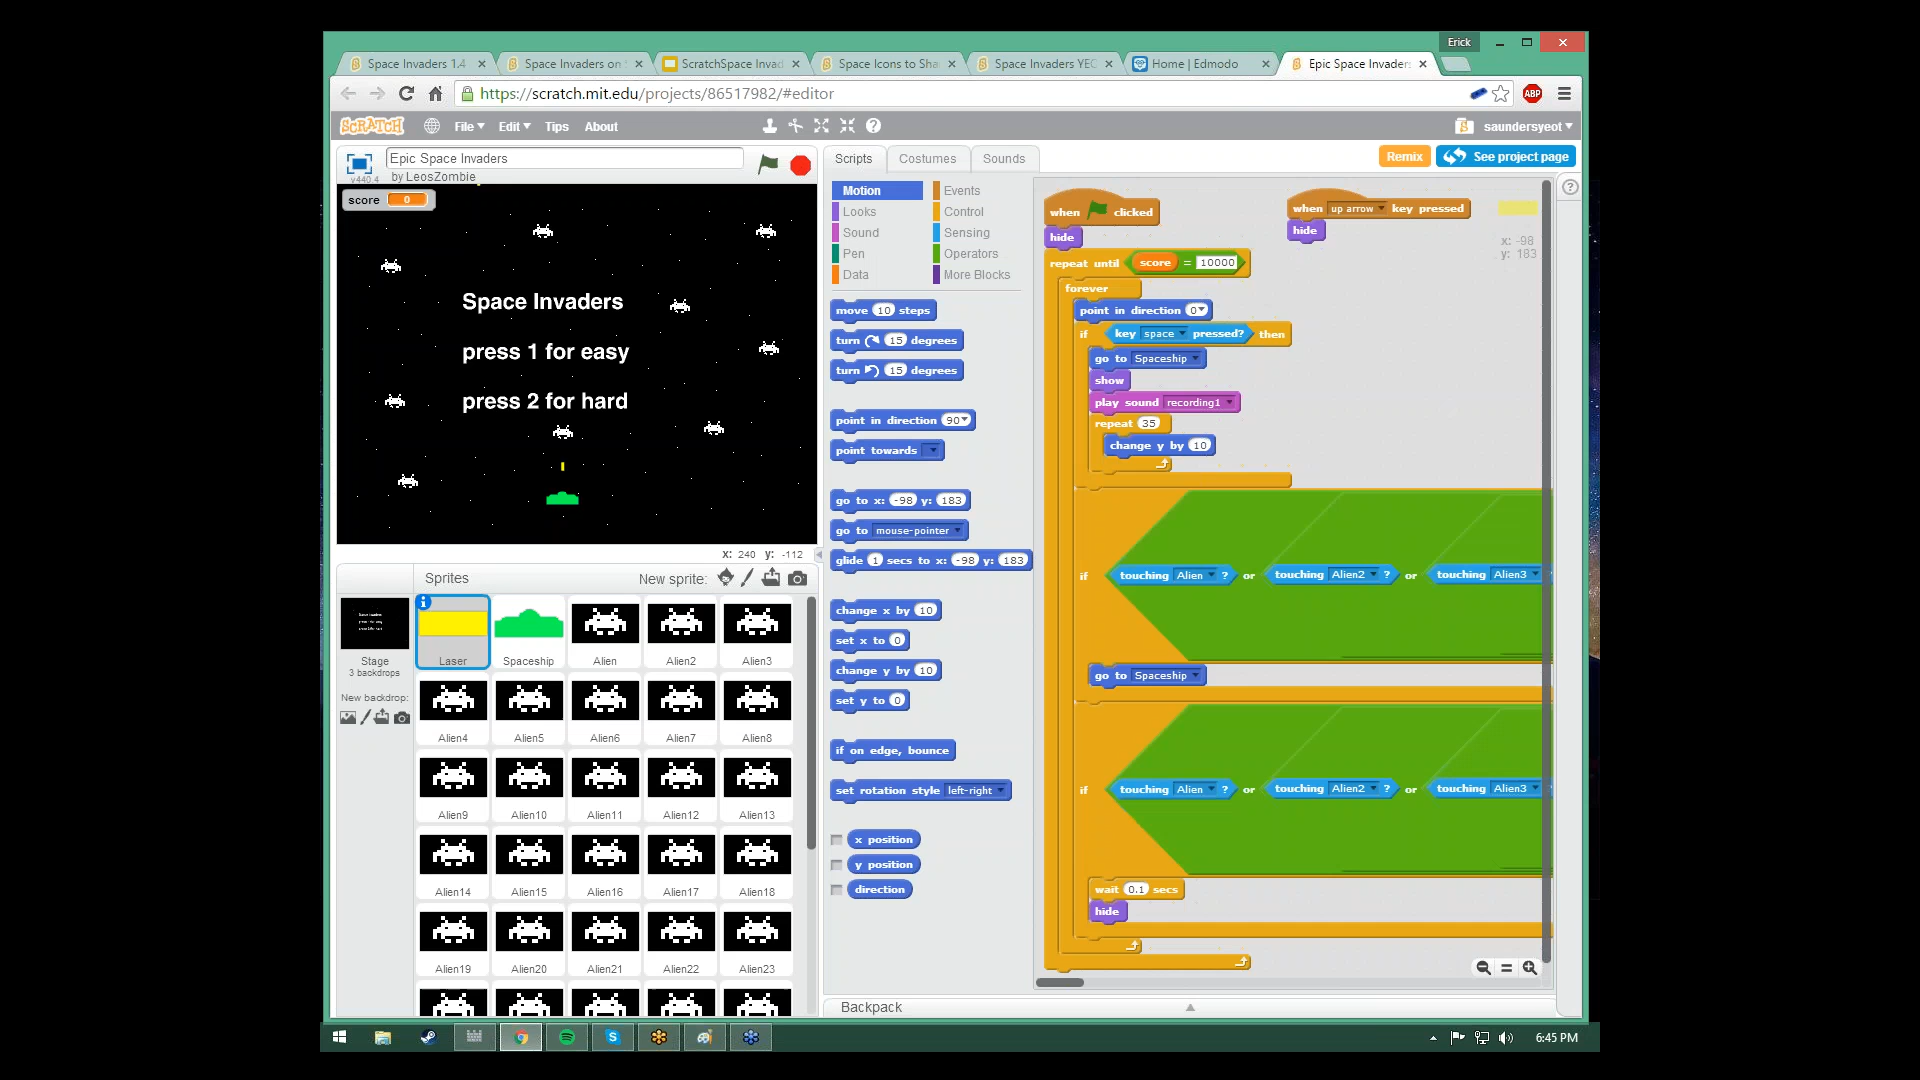 Erick
Space Invaders 1.4
Space Invaders on
ScratchSpace Invad
Space Icons to Sha
Space Invaders YEO
Home | Edmodo
Epic Space Invaders
https://scratch.mit.edu/projects/86517982/#editor
ABP
SCRATCH
File
Edit
Tips
About
saundersyeot
Epic Space Invaders
by LeosZombie
v440.4
Scripts
Costumes
Sounds
Remix
See project page
score 0
Space Invaders
press 1 for easy
press 2 for hard
x: 240 y: -112
Motion
Looks
Sound
Pen
Data
Events
Control
Sensing
Operators
More Blocks
move 10 steps
turn 15 degrees
turn 15 degrees
point in direction 90
point towards
go to x: -98 y: 183
go to mouse-pointer
glide 1 secs to x: -98 y: 183
change x by 10
set x to 0
change y by 10
set y to 0
if on edge, bounce
set rotation style left-right
x position
y position
direction
when clicked
hide
repeat until score = 10000
forever
point in direction 0
if key space pressed? then
go to Spaceship
show
play sound recording1
repeat 35
change y by 10
if touching Alien ? or touching Alien2 ? or touching Alien3
go to Spaceship
if touching Alien ? or touching Alien2 ? or touching Alien3
wait 0.1 secs
hide
when up arrow key pressed
hide
x: -98
y: 183
Sprites
New sprite:
Stage
3 backdrops
New backdrop:
Laser
Spaceship
Alien
Alien2
Alien3
Alien4
Alien5
Alien6
Alien7
Alien8
Alien9
Alien10
Alien11
Alien12
Alien13
Alien14
Alien15
Alien16
Alien17
Alien18
Alien19
Alien20
Alien21
Alien22
Alien23
Backpack
6:45 PM